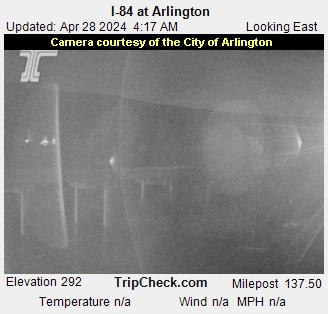 I-84 at Arlington
Updated: Apr 28 2024 4:17 AM Looking East
Camera courtesy of the City of Arlington
Elevation 292 TripCheck.com Milepost 137.50
Temperature n/a Wind n/a MPH n/a